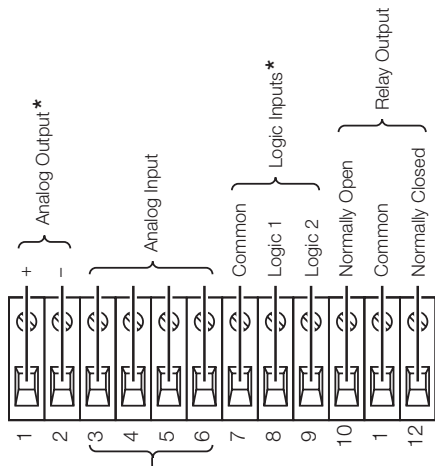 1
2
3
4
5
6
7
8
9
10
1
12
+
–
Common
Logic 1
Logic 2
Normally Open
Common
Normally Closed
Analog Output*
Analog Input
Logic Inputs*
Relay Output